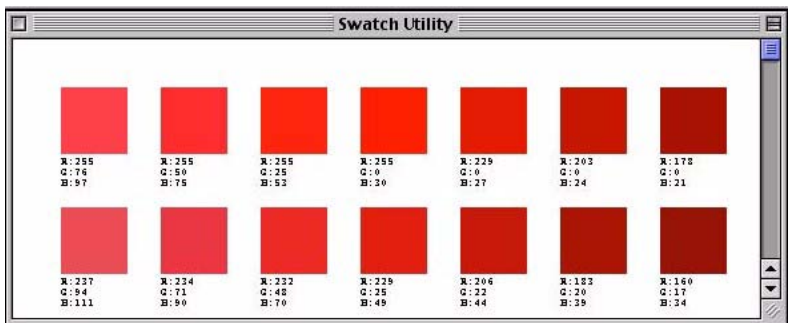 Swatch Utility
R:255 R:255 R:255 R:255 R:229 R:203 R:178
G:76 G:50 G:25 G:0 G:0 G:0 G:0
B:97 B:75 B:53 B:30 B:27 B:24 B:21
R:237 R:234 R:232 R:229 R:206 R:183 R:160
G:94 G:71 G:48 G:25 G:22 G:20 G:17
B:111 B:90 B:70 B:49 B:44 B:39 B:34